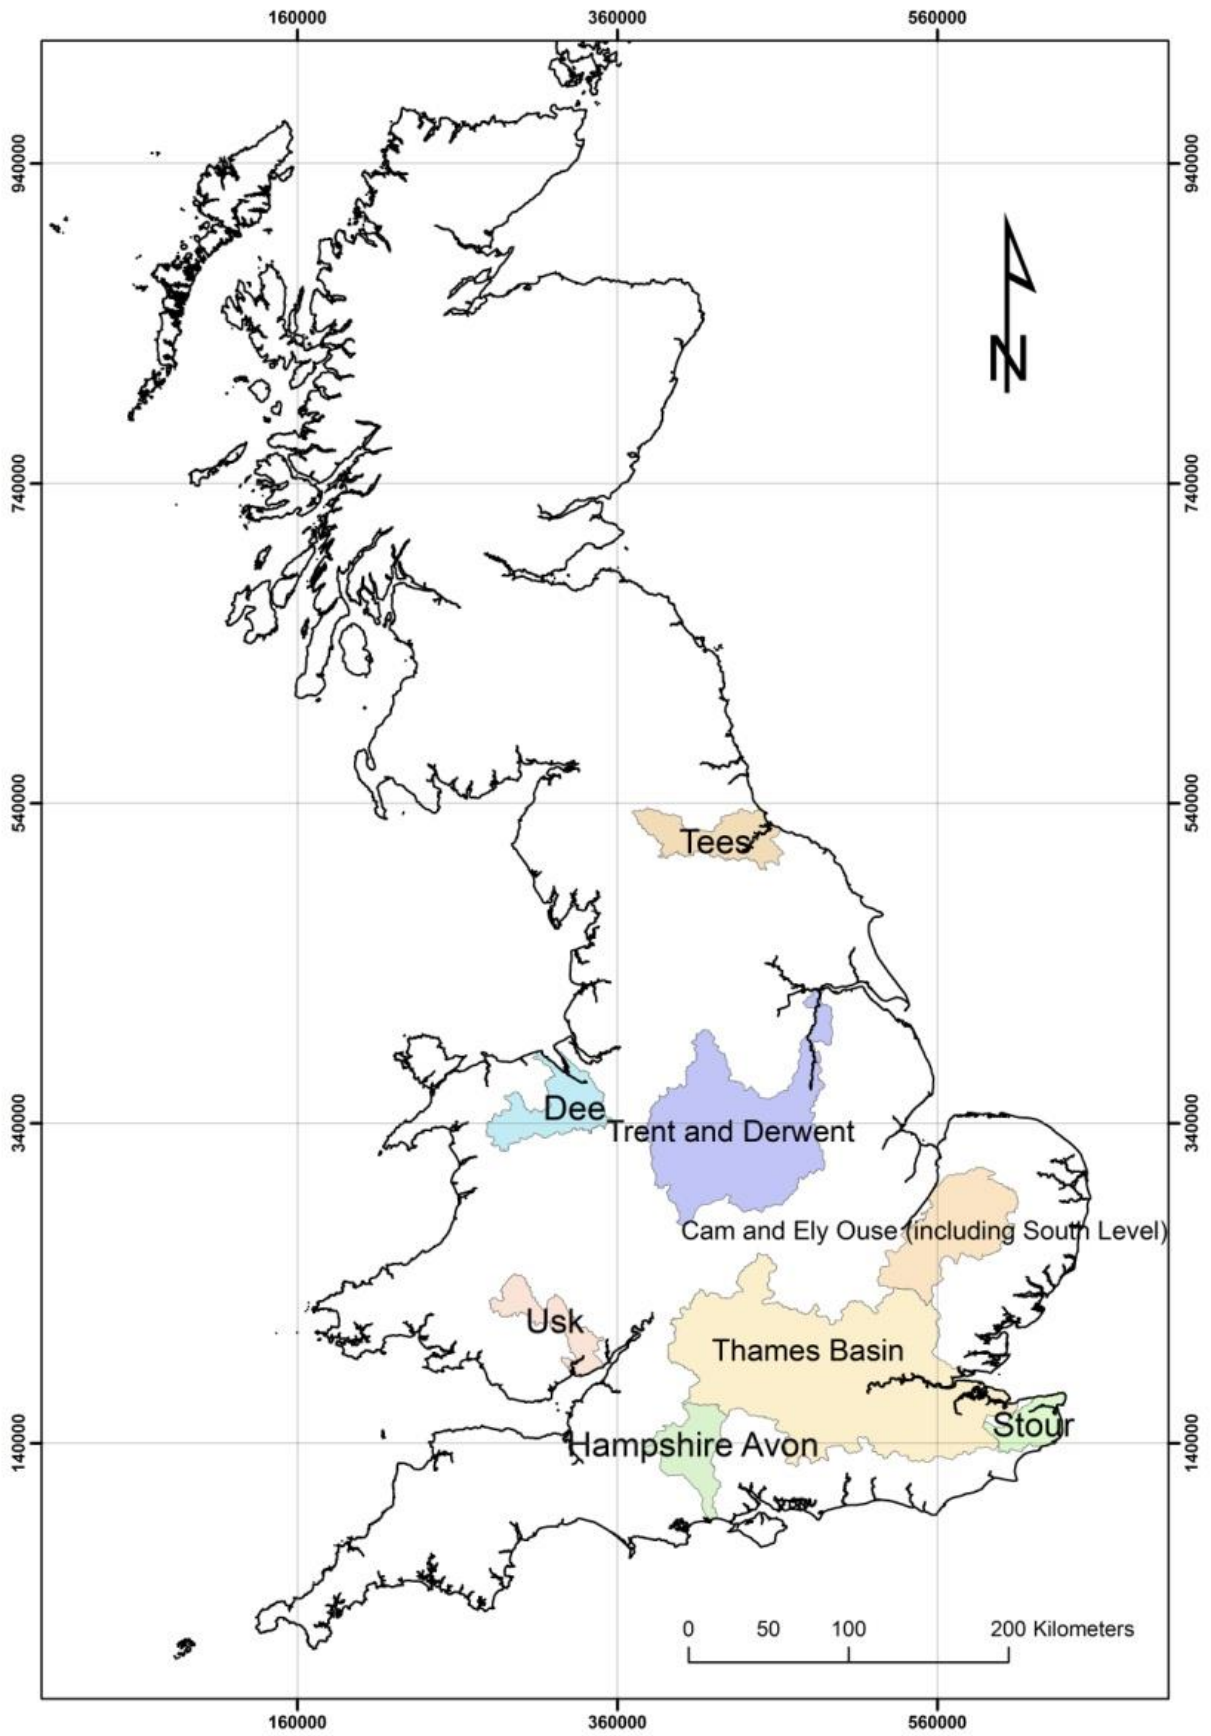 160000 360000 560000
940000 940000
N
740000 740000
540000 540000
Tees
Dee
340000 Trent and Derwent 340000
Cam and Ely Ouse (including South Level)
Usk
Thames Basin
Stour
140000 Hampshire Avon 140000
0 50 100 200 Kilometers
160000 360000 560000